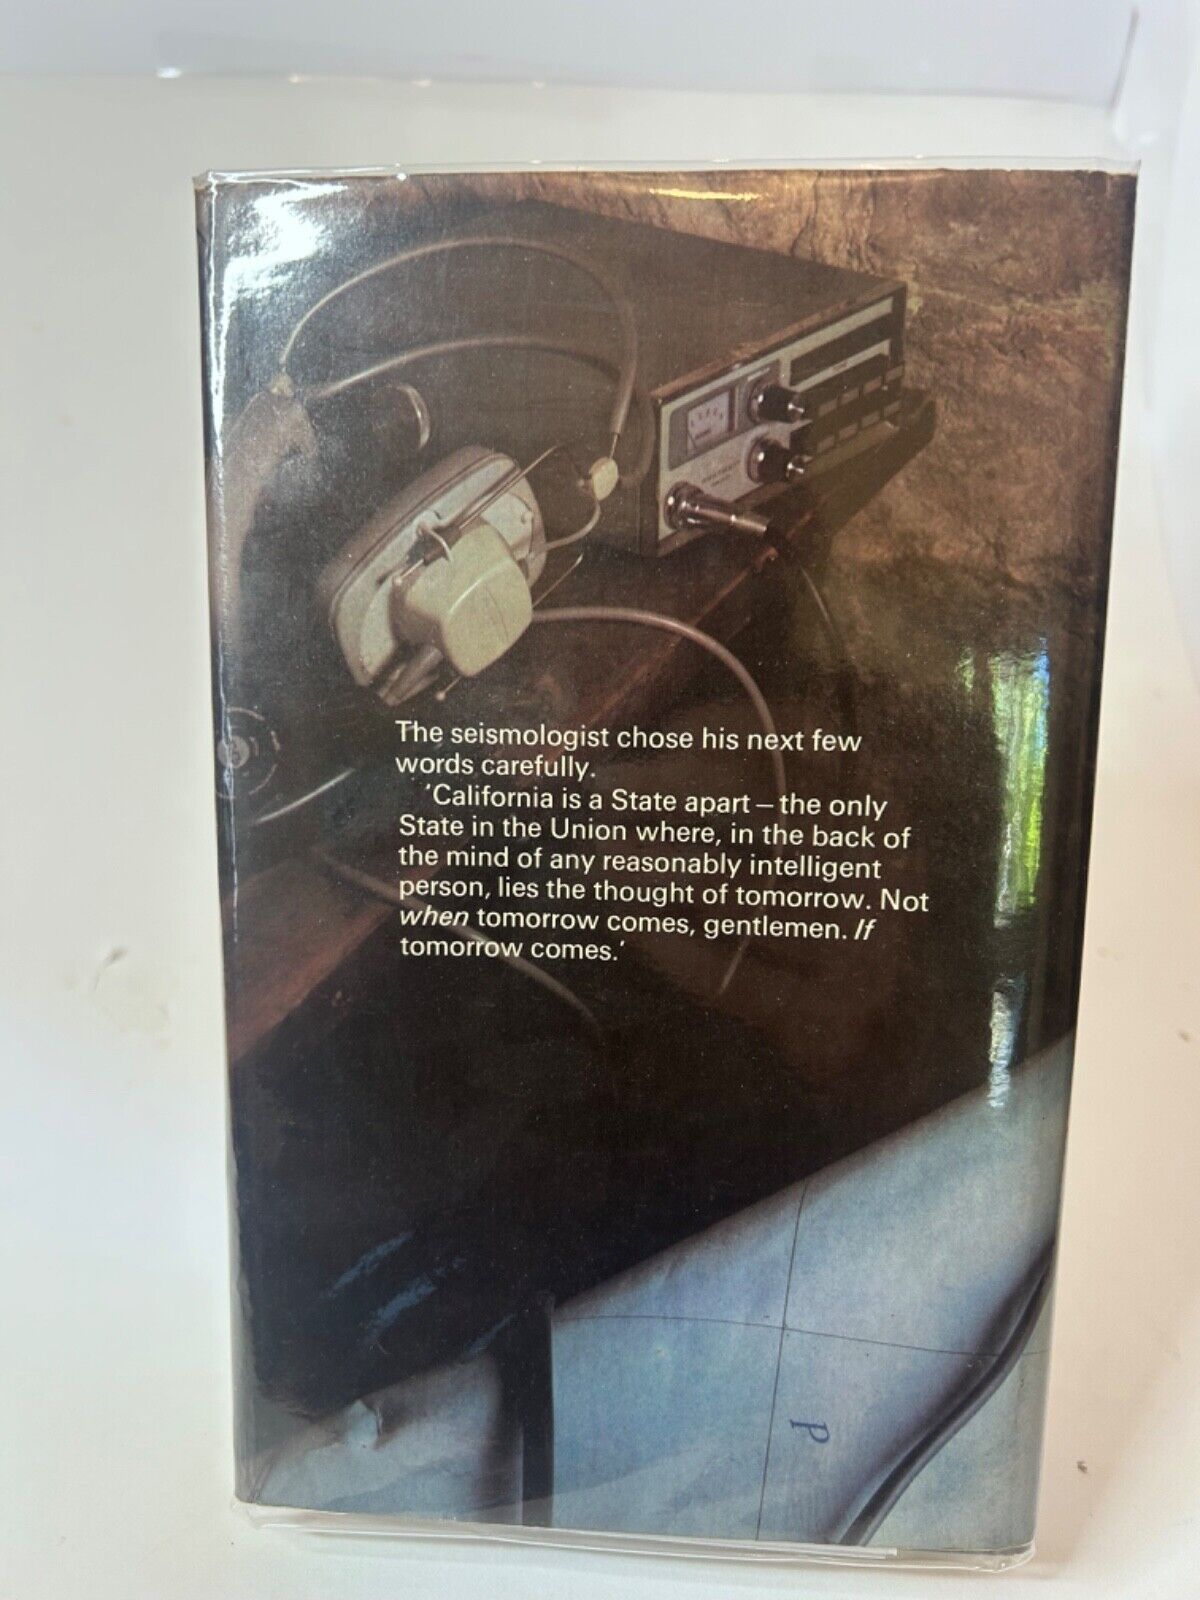 The seismologist chose his next few
words carefully.
'California is a State apart – the only
State in the Union where, in the back of
the mind of any reasonably intelligent
person, lies the thought of tomorrow. Not
when tomorrow comes, gentlemen. If
tomorrow comes.'
P